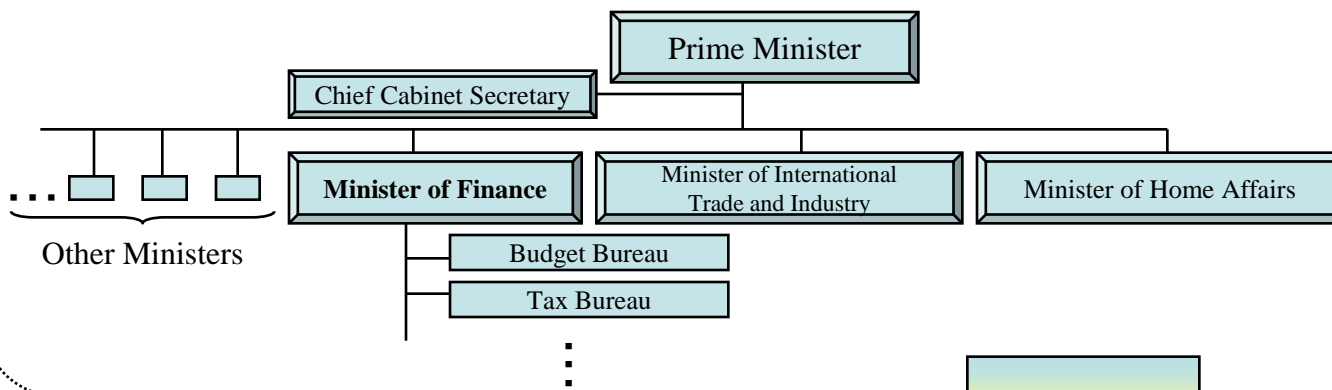 Prime Minister
Chief Cabinet Secretary
Minister of Finance
Minister of International
Trade and Industry
Minister of Home Affairs
Other Ministers
Budget Bureau
Tax Bureau